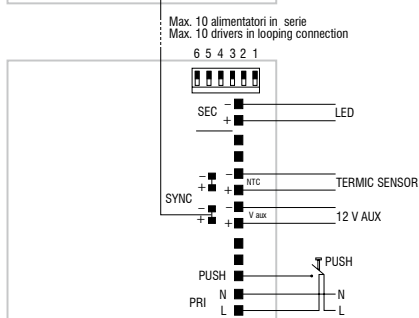 Max. 10 alimentatori in serie
Max. 10 drivers in looping connection
6 5 4 3 2 1
SEC - LED
+
- NTC TERMIC SENSOR
- +
+
SYNC
- V aux 12 V AUX
- +
+
PUSH
PUSH
PRI N N
L L